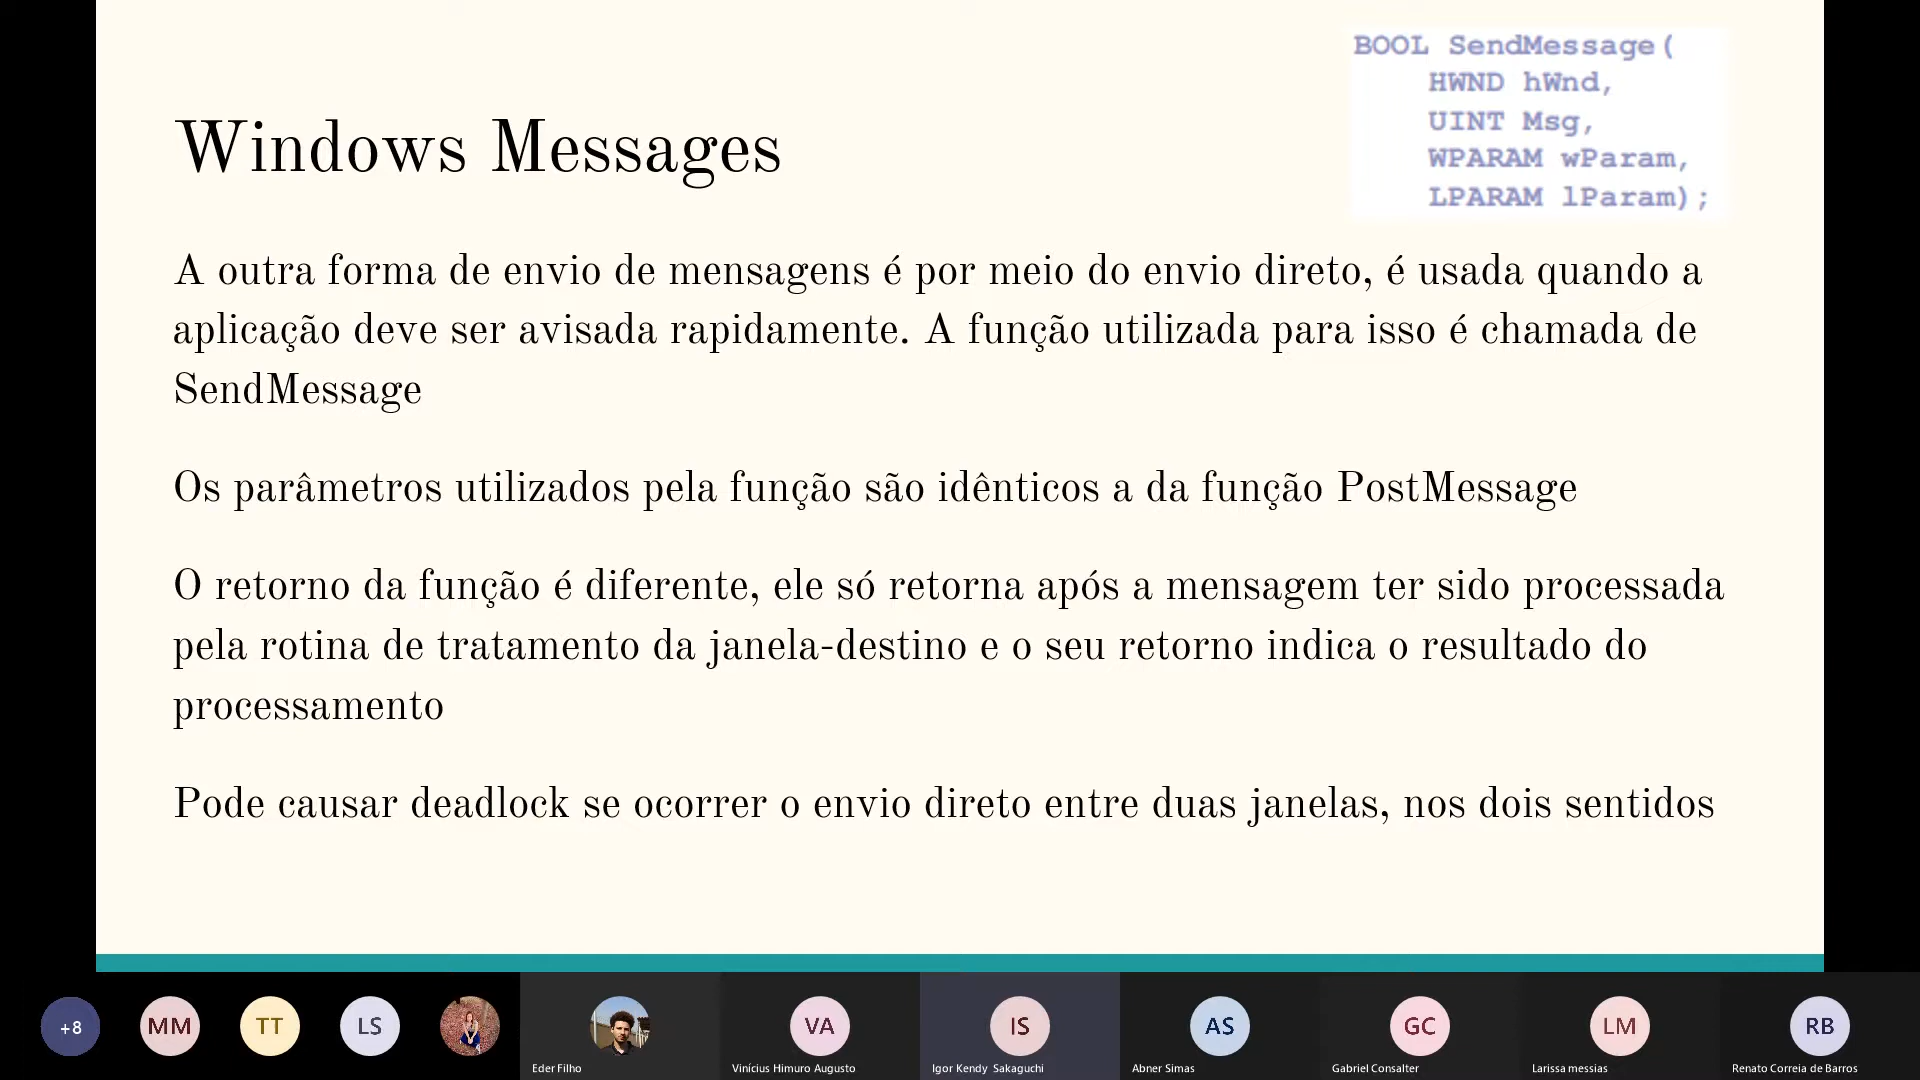 BOOL SendMessage(
HWND hWnd,
UINT Msg,
WPARAM wParam,
LPARAM lParam);
Windows Messages
A outra forma de envio de mensagens é por meio do envio direto, é usada quando a
aplicação deve ser avisada rapidamente. A função utilizada para isso é chamada de
SendMessage
Os parâmetros utilizados pela função são idênticos a da função PostMessage
O retorno da função é diferente, ele só retorna após a mensagem ter sido processada
pela rotina de tratamento da janela-destino e o seu retorno indica o resultado do
processamento
Pode causar deadlock se ocorrer o envio direto entre duas janelas, nos dois sentidos
+8 MM TT LS VA IS AS GC LM RB
Eder Filho Vinícius Himuro Augusto Igor Kendy Sakaguchi Abner Simas Gabriel Consalter Larissa messias Renato Correia de Barros